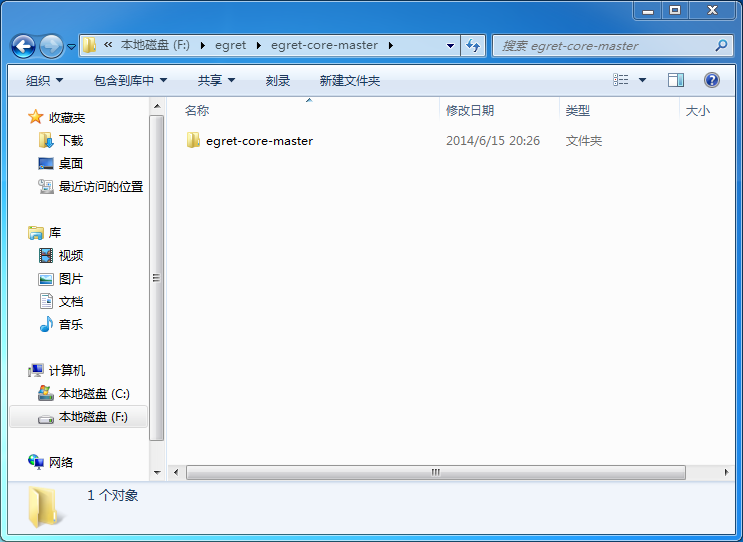 « 本地磁盘 (F:) egret egret-core-master 搜索 egret-core-master
组织 包含到库中 共享 刻录 新建文件夹
名称 修改日期 类型 大小
egret-core-master 2014/6/15 20:26 文件夹
收藏夹
下载
桌面
最近访问的位置
库
视频
图片
文档
音乐
计算机
本地磁盘 (C:)
本地磁盘 (F:)
网络
1 个对象